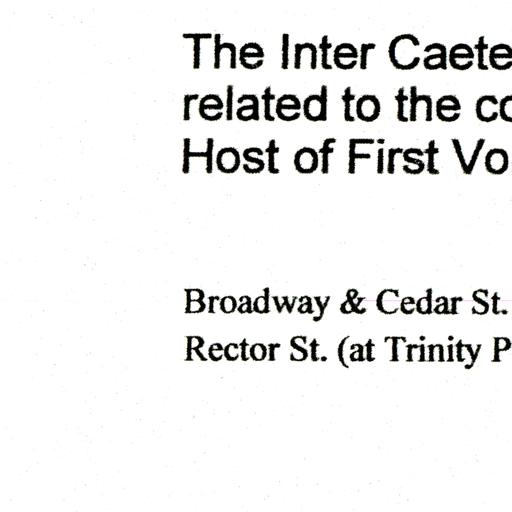 The Inter Caete
related to the co
Host of First Vo
Broadway & Cedar St.
Rector St. (at Trinity P